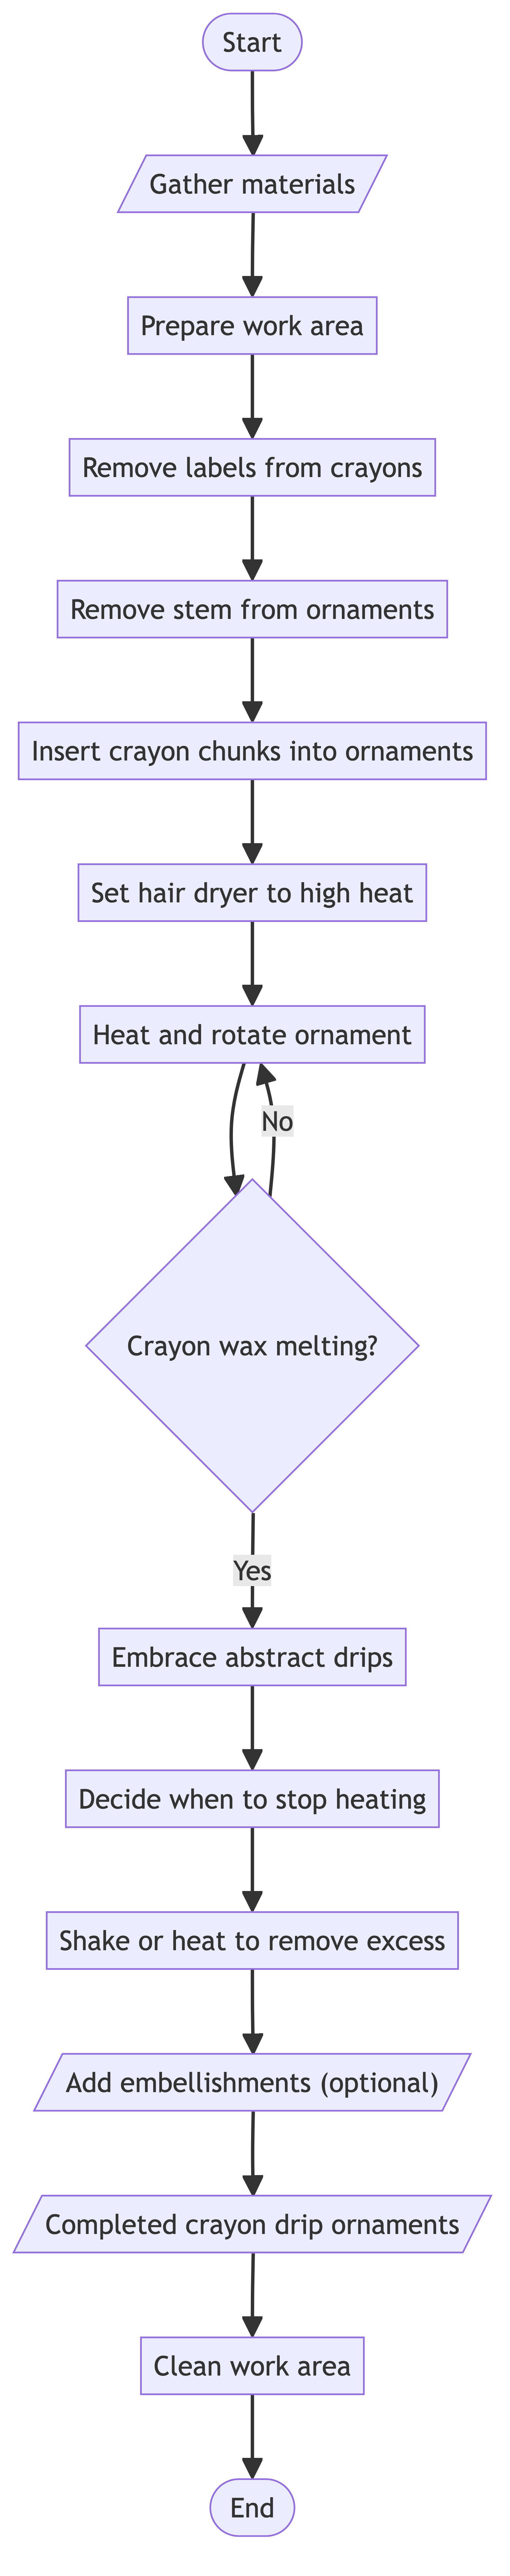 Start
Gather materials
Prepare work area
Remove labels from crayons
Remove stem from ornaments
Insert crayon chunks into ornaments
Set hair dryer to high heat
Heat and rotate ornament
No
Crayon wax melting?
Yes
Embrace abstract drips
Decide when to stop heating
Shake or heat to remove excess
Add embellishments (optional)
Completed crayon drip ornaments
Clean work area
End